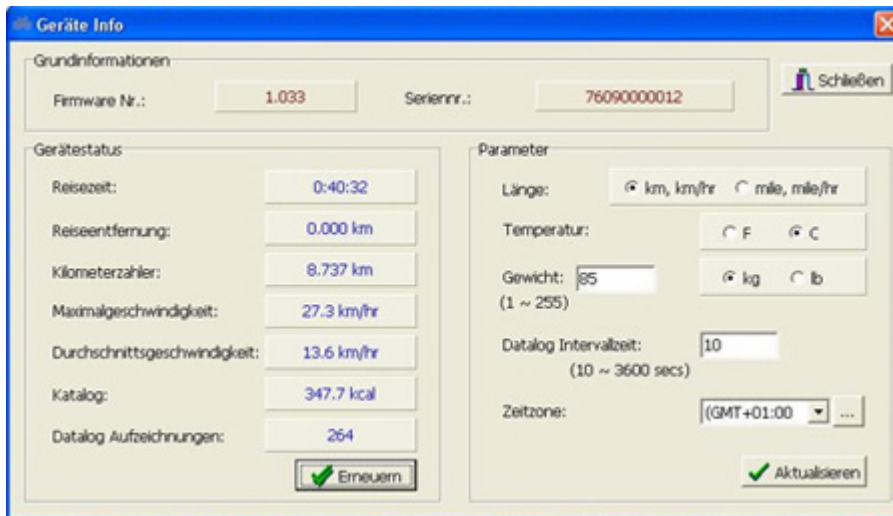 Geräte Info
Grundinformationen
Firmware Nr.: 1.033 Seriennr.: 76090000012
Schließen
Gerätestatus
Reisezeit: 0:40:32
Reiseentfernung: 0.000 km
Kilometerzahler: 8.737 km
Maximalgeschwindigkeit: 27.3 km/hr
Durchschnittsgeschwindigkeit: 13.6 km/hr
Katalog: 347.7 kcal
Datalog Aufzeichnungen: 264
Erneuern
Parameter
Länge: km, km/hr mile, mile/hr
Temperatur: F C
Gewicht: 85 kg lb
(1 ~ 255)
Datalog Intervallzeit: 10
(10 ~ 3600 secs)
Zeitzone: (GMT+01:00 ...
Aktualisieren